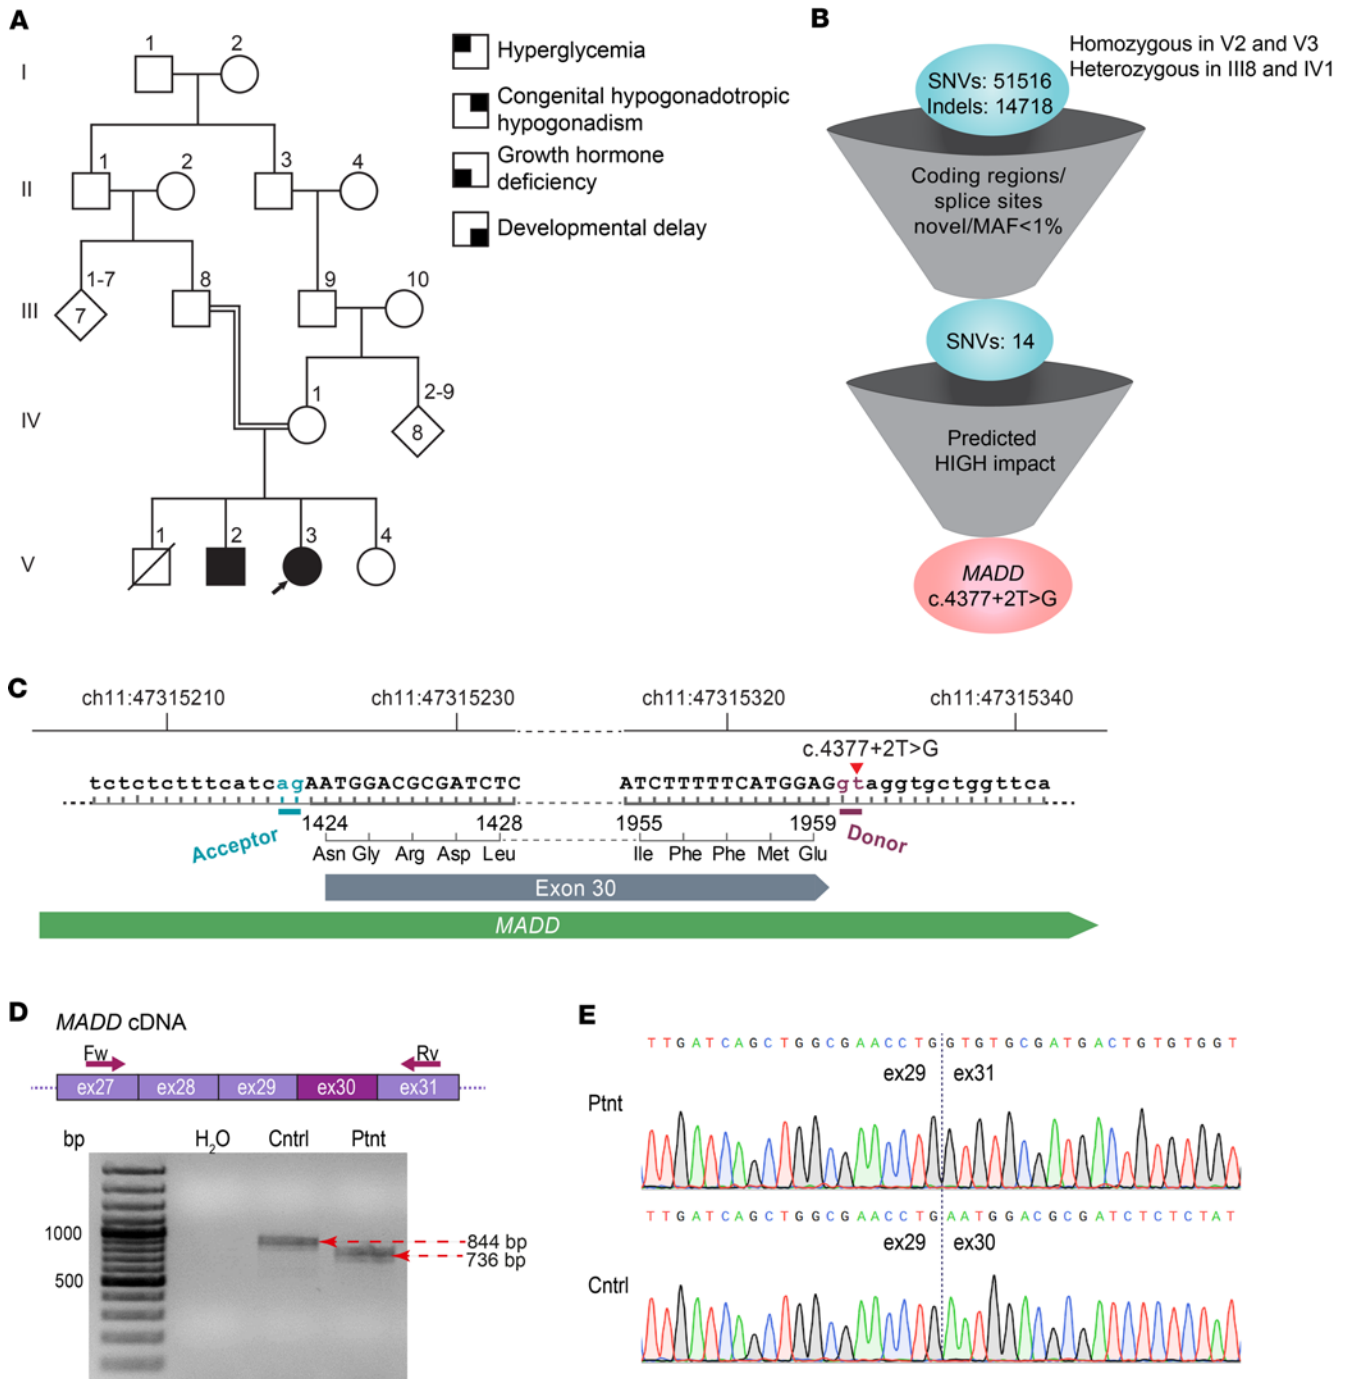 A
1
2
I
1
2
3
4
II
1-7
8
9
10
7
III
1
2-9
8
IV
1
2
3
4
V
Hyperglycemia
Congenital hypogonadotropic
hypogonadism
Growth hormone
deficiency
Developmental delay
B
Homozygous in V2 and V3
Heterozygous in III8 and IV1
SNVs: 51516
Indels: 14718
Coding regions/
splice sites
novel/MAF<1%
SNVs: 14
Predicted
HIGH impact
MADD
c.4377+2T>G
C
ch11:47315210
ch11:47315230
ch11:47315320
ch11:47315340
c.4377+2T>G
tctctctttcatcagAATGGACGCGATCTC
ATCTTTTTCATGGAGgtaggtgctggttca
Acceptor
1424
1428
1955
1959
Donor
Asn Gly Arg Asp Leu
Ile Phe Phe Met Glu
Exon 30
MADD
D
MADD cDNA
Fw
Rv
ex27
ex28
ex29
ex30
ex31
bp
H2O
Cntrl
Ptnt
1000
500
844 bp
736 bp
E
TTGATCAGCTGGCGAACCTGGTGTGCGATGACTGTGTGGT
ex29
ex31
Ptnt
TTGATCAGCTGGCGAACCTGAATGGACGCGATCTCTCTAT
ex29
ex30
Cntrl